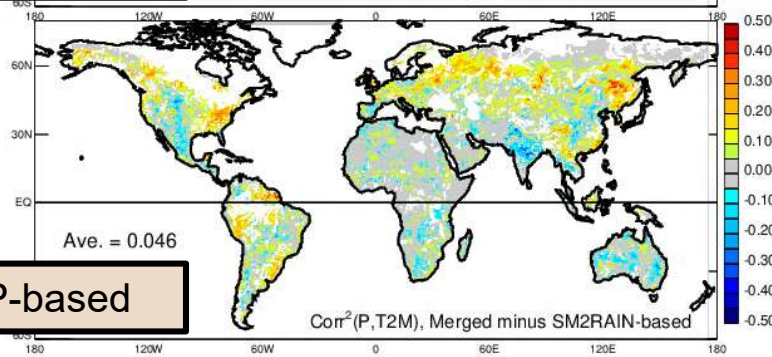 60S
180 120W 60W 0 60E 120E 180
0.50
0.40
60N
0.30
0.20
30N
0.10
0.00
EQ
-0.10
Ave. = 0.046
-0.20
-0.30
P-based
-0.40
Corr²(P,T2M), Merged minus SM2RAIN-based
-0.50
60S
180 120W 60W 0 60E 120E 180